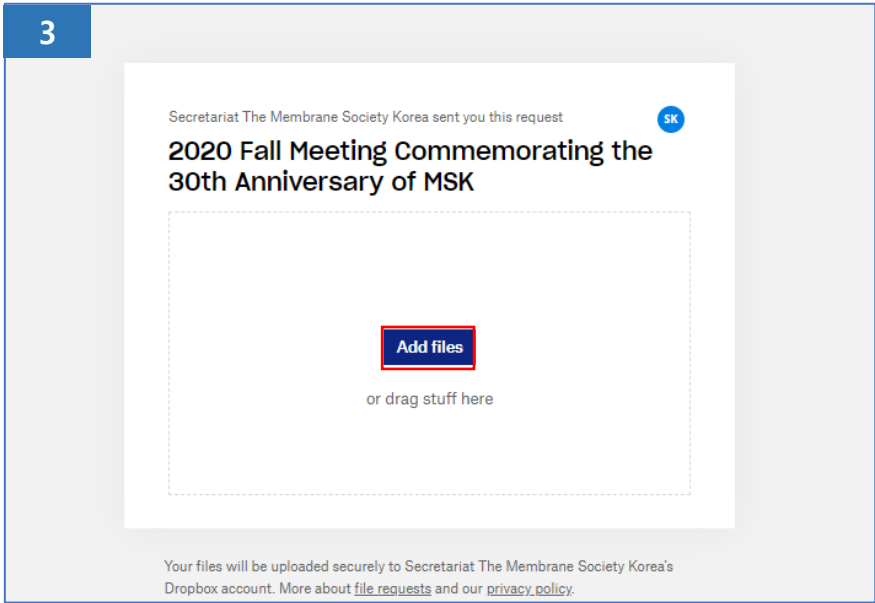 3
Secretariat The Membrane Society Korea sent you this request
SK
2020 Fall Meeting Commemorating the
30th Anniversary of MSK
Add files
or drag stuff here
Your files will be uploaded securely to Secretariat The Membrane Society Korea's
Dropbox account. More about file requests and our privacy policy.